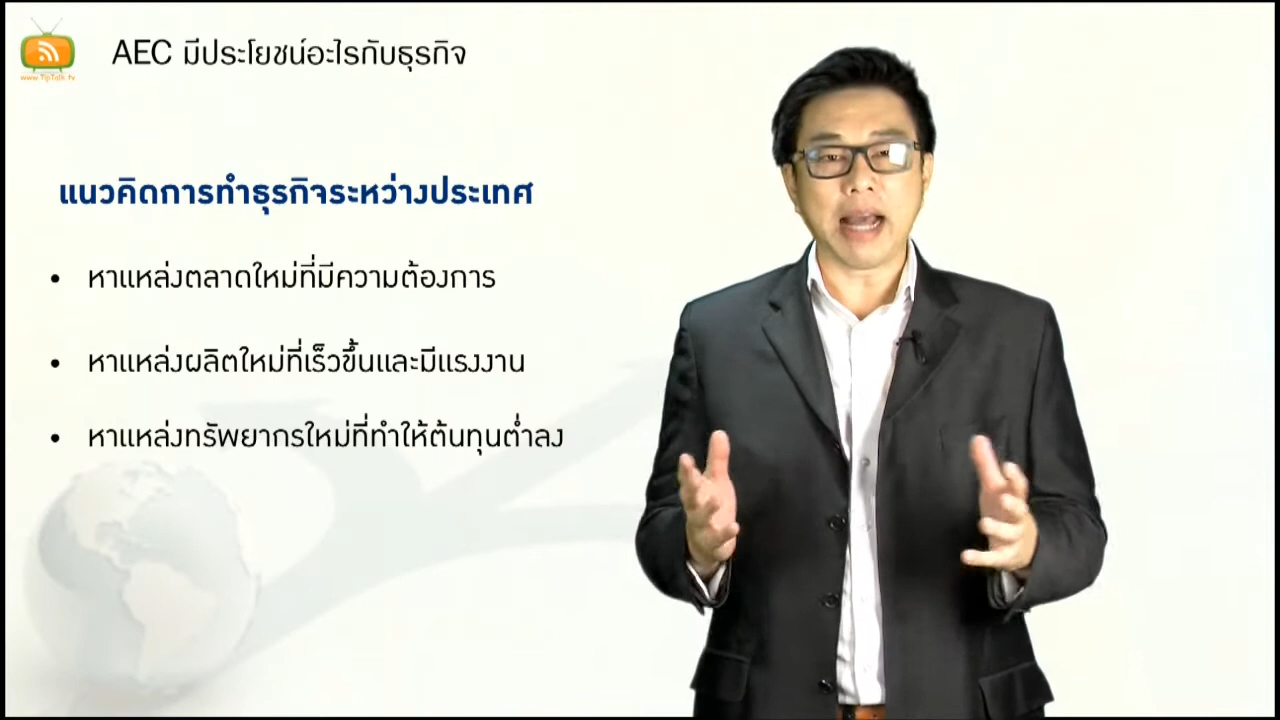 AEC มีประโยชน์อะไรกับธุรกิจ
www.TipTalk.tv
แนวคิดการทำธุรกิจระหว่างประเทศ
• หาแหล่งตลาดใหม่ที่มีความต้องการ
• หาแหล่งผลิตใหม่ที่เร็วขึ้นและมีแรงงาน
• หาแหล่งทรัพยากรใหม่ที่ทำให้ต้นทุนต่ำลง